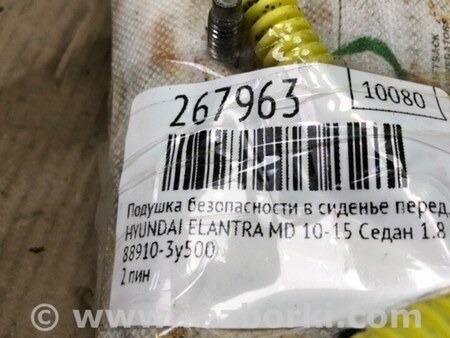 267963
10080
Подушка безопасности в сиденье перед.
HYUNDAI ELANTRA MD 10-15 Седан 1.8
88910-3y500
2 пин